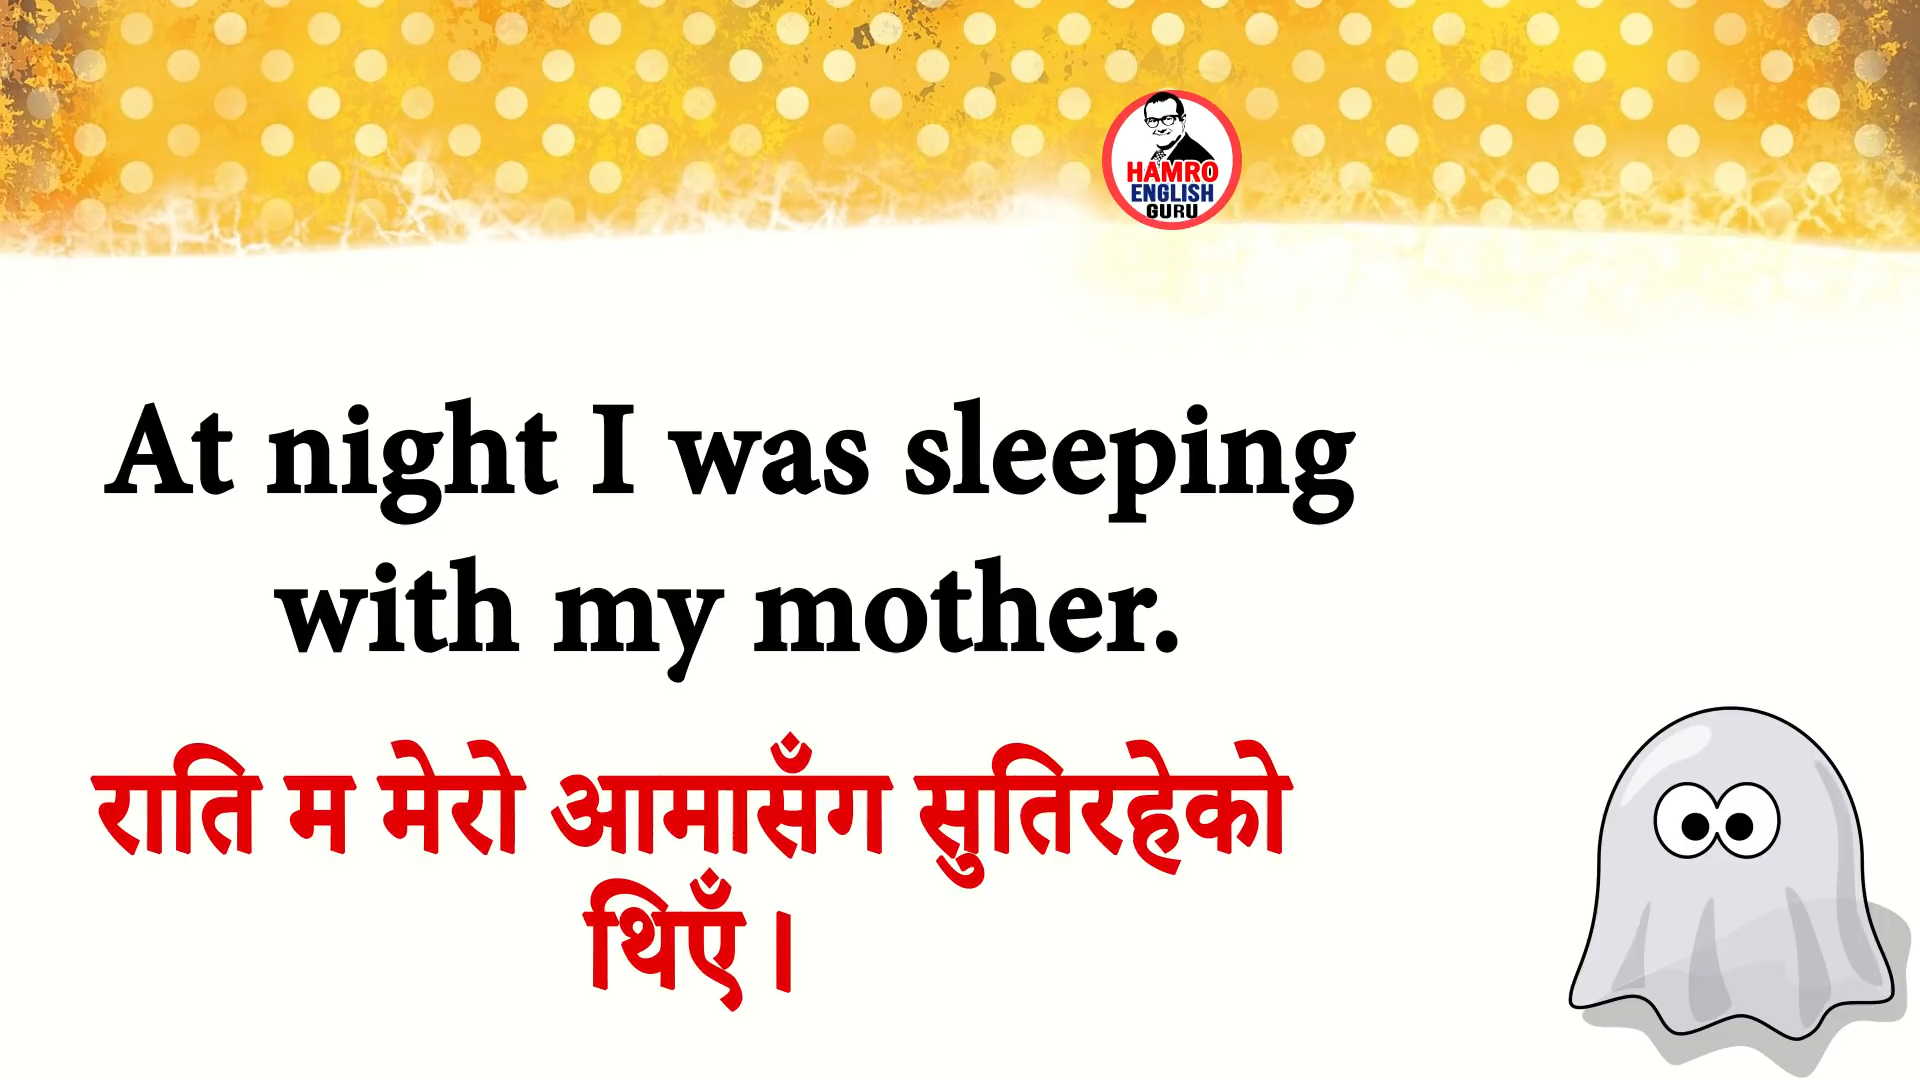 HAMRO
ENGLISH
GURU
At night I was sleeping
with my mother.
राति म मेरो आमासँग सुतिरहेको
थिएँ ।